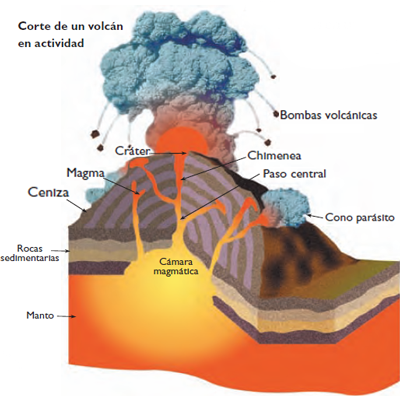 Corte de un volcán
en actividad
Bombas volcánicas
Cráter
Chimenea
Magma
Paso central
Ceniza
Cono parásito
Rocas
sedimentarias
Cámara
magmática
Manto